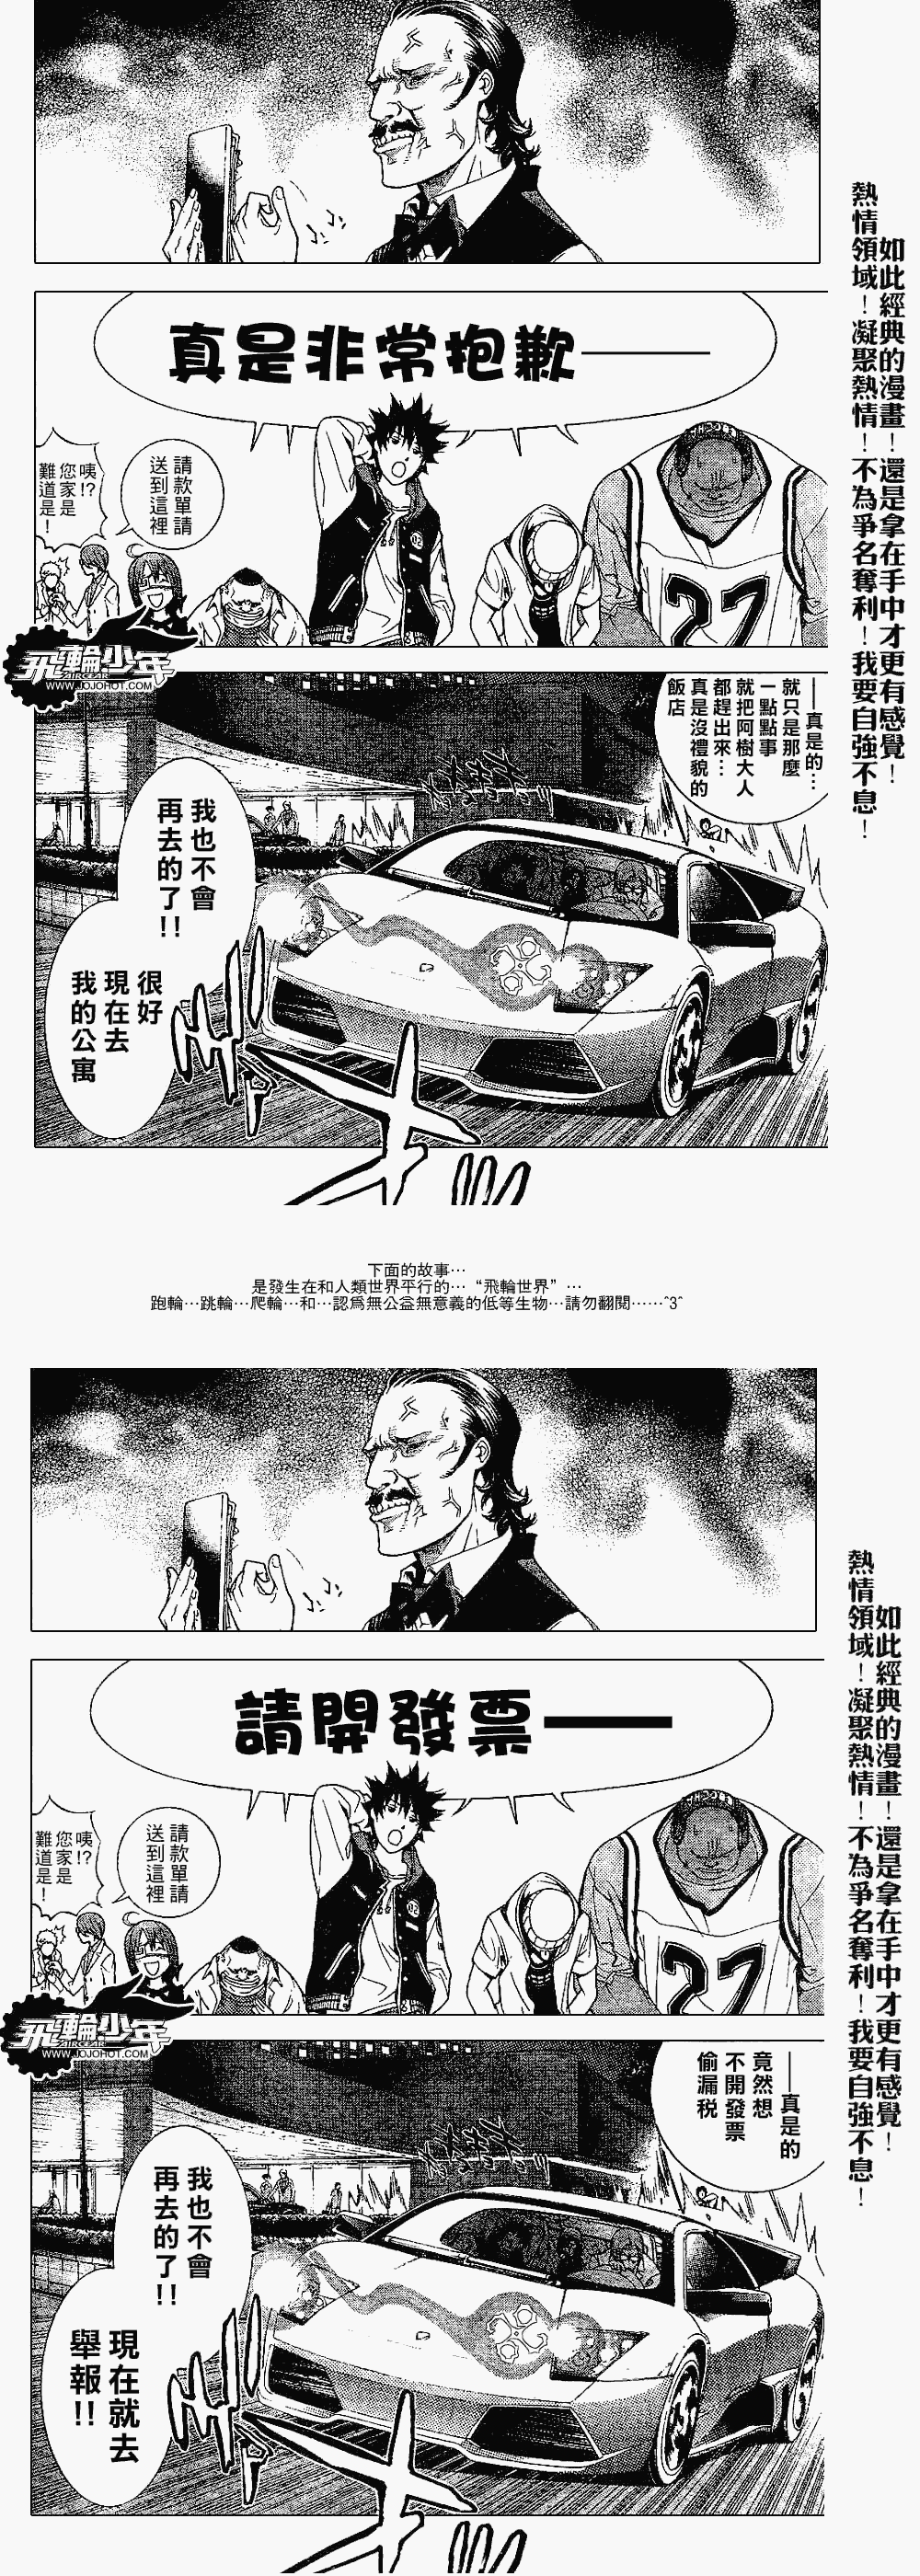 如此經典的漫畫！還是拿在手中才更有感覺！
熱情領域！凝聚熱情！不為爭名奪利！我要自強不息！
真是非常抱歉——
27
02
請款單請
送到這裡
咦!?
您家是
難道是！
飛輪少年
AIRGEAR
WWW.JOJOHOT.COM
——真是的…
就只是那麼
一點點事
就把阿樹大人
都趕出來…
真是沒禮貌的
飯店
我也不會
再去的了!!
很好
現在去
我的公寓
下面的故事…
是發生在和人類世界平行的…“飛輪世界”…
跑輪…跳輪…爬輪…和…認爲無公益無意義的低等生物…請勿翻閱……ˆ3ˆ
如此經典的漫畫！還是拿在手中才更有感覺！
熱情領域！凝聚熱情！不為爭名奪利！我要自強不息！
請開發票——
27
02
請款單請
送到這裡
咦!?
您家是
難道是！
飛輪少年
AIRGEAR
WWW.JOJOHOT.COM
——真是的
竟然想
不開發票
偷漏税
我也不會
再去的了!!
現在就去
舉報!!